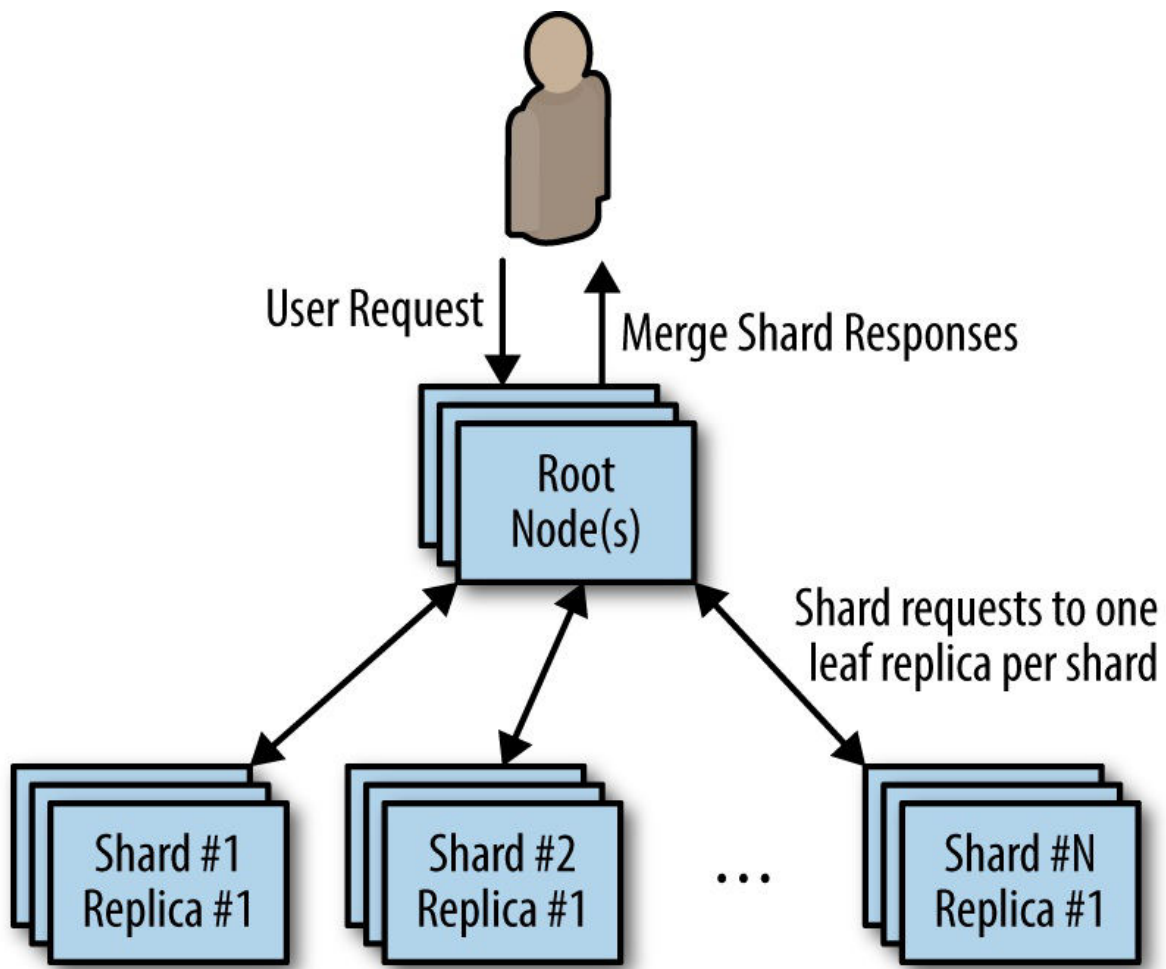 User Request
Merge Shard Responses
Root
Node(s)
Shard requests to one
leaf replica per shard
Shard #1
Replica #1
Shard #2
Replica #1
...
Shard #N
Replica #1